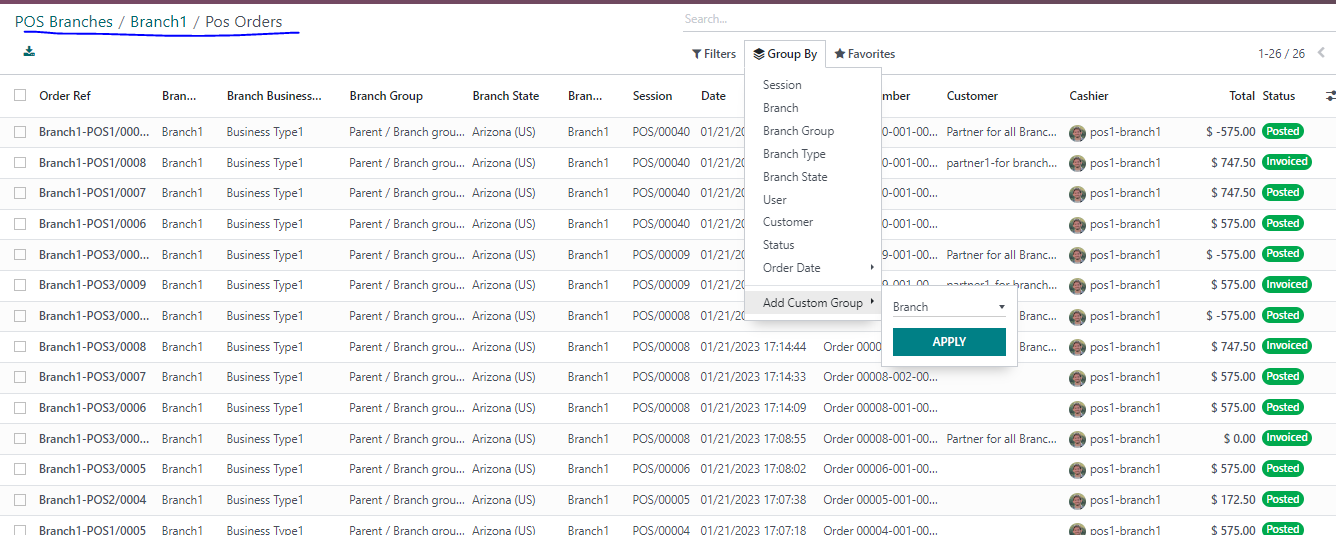 POS Branches / Branch1 / Pos Orders
Search...
Filters Group By Favorites 1-26 / 26
Order Ref Bran... Branch Business... Branch Group Branch State Bran... Session Date mber Customer Cashier Total Status
Session
Branch
Branch Group
Branch Type
Branch State
User
Customer
Status
Order Date
Add Custom Group
Branch
APPLY
Branch1-POS1/000... Branch1 Business Type1 Parent / Branch grou... Arizona (US) POS/00040 01/21/20 0-001-00... Partner for all Branc... pos1-branch1 $ -575.00 Posted
Branch1-POS1/0008 Branch1 Business Type1 Parent / Branch grou... Arizona (US) POS/00040 01/21/20 0-001-00... partner1-for branch... pos1-branch1 $ 747.50 Invoiced
Branch1-POS1/0007 Branch1 Business Type1 Parent / Branch grou... Arizona (US) POS/00040 01/21/20 0-001-00... pos1-branch1 $ 747.50 Posted
Branch1-POS1/0006 Branch1 Business Type1 Parent / Branch grou... Arizona (US) POS/00040 01/21/20 0-001-00... pos1-branch1 $ 575.00 Posted
Branch1-POS3/000... Branch1 Business Type1 Parent / Branch grou... Arizona (US) POS/00009 01/21/20 9-001-00... Partner for all Branc... pos1-branch1 $ -575.00 Posted
Branch1-POS3/0009 Branch1 Business Type1 Parent / Branch grou... Arizona (US) POS/00009 01/21/20 9-001-00... partner1-for branch... pos1-branch1 $ 575.00 Invoiced
Branch1-POS3/000... Branch1 Business Type1 Parent / Branch grou... Arizona (US) POS/00008 01/21/20 Branc... pos1-branch1 $ -575.00 Posted
Branch1-POS3/0008 Branch1 Business Type1 Parent / Branch grou... Arizona (US) POS/00008 01/21/2023 17:14:44 Order 00008 Branc... pos1-branch1 $ 747.50 Invoiced
Branch1-POS3/0007 Branch1 Business Type1 Parent / Branch grou... Arizona (US) POS/00008 01/21/2023 17:14:33 Order 00008-002-00... pos1-branch1 $ 575.00 Posted
Branch1-POS3/0006 Branch1 Business Type1 Parent / Branch grou... Arizona (US) POS/00008 01/21/2023 17:14:09 Order 00008-001-00... pos1-branch1 $ 575.00 Posted
Branch1-POS3/000... Branch1 Business Type1 Parent / Branch grou... Arizona (US) POS/00008 01/21/2023 17:08:55 Order 00008-001-00... Partner for all Branc... pos1-branch1 $ 0.00 Invoiced
Branch1-POS3/0005 Branch1 Business Type1 Parent / Branch grou... Arizona (US) POS/00006 01/21/2023 17:08:02 Order 00006-001-00... pos1-branch1 $ 575.00 Posted
Branch1-POS2/0004 Branch1 Business Type1 Parent / Branch grou... Arizona (US) POS/00005 01/21/2023 17:07:38 Order 00005-001-00... pos1-branch1 $ 172.50 Posted
Branch1-POS1/0005 Branch1 Business Type1 Parent / Branch grou... Arizona (US) POS/00004 01/21/2023 17:07:18 Order 00004-001-00... pos1-branch1 $ 575.00 Posted